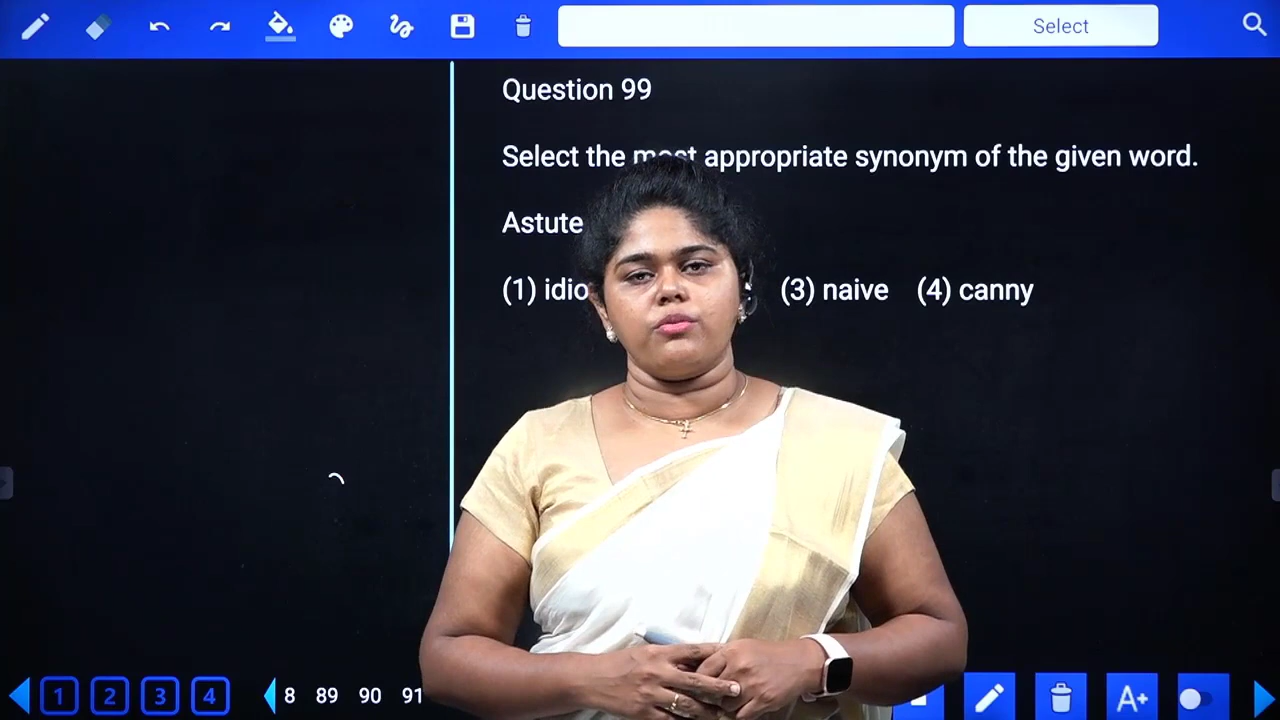 Select
Question 99
Select the most appropriate synonym of the given word.
Astute
(1) (3) naive (4) canny
1 2 3 4 8 89 90 91 A+